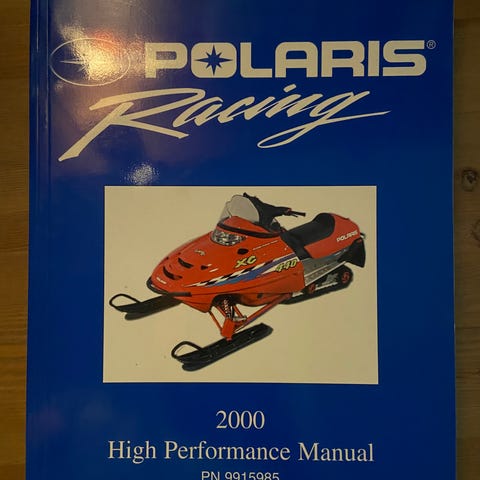 POLARIS®
Racing
XC
440
POLARIS
2000
High Performance Manual
PN 9915985